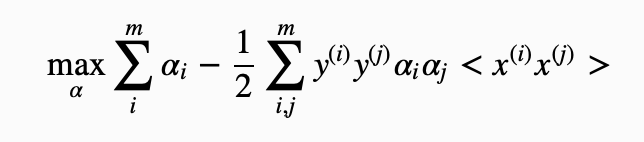 max_α ∑_i^m α_i − 1/2 ∑_{i,j}^m y^{(i)} y^{(j)} α_i α_j < x^{(i)} x^{(j)} >